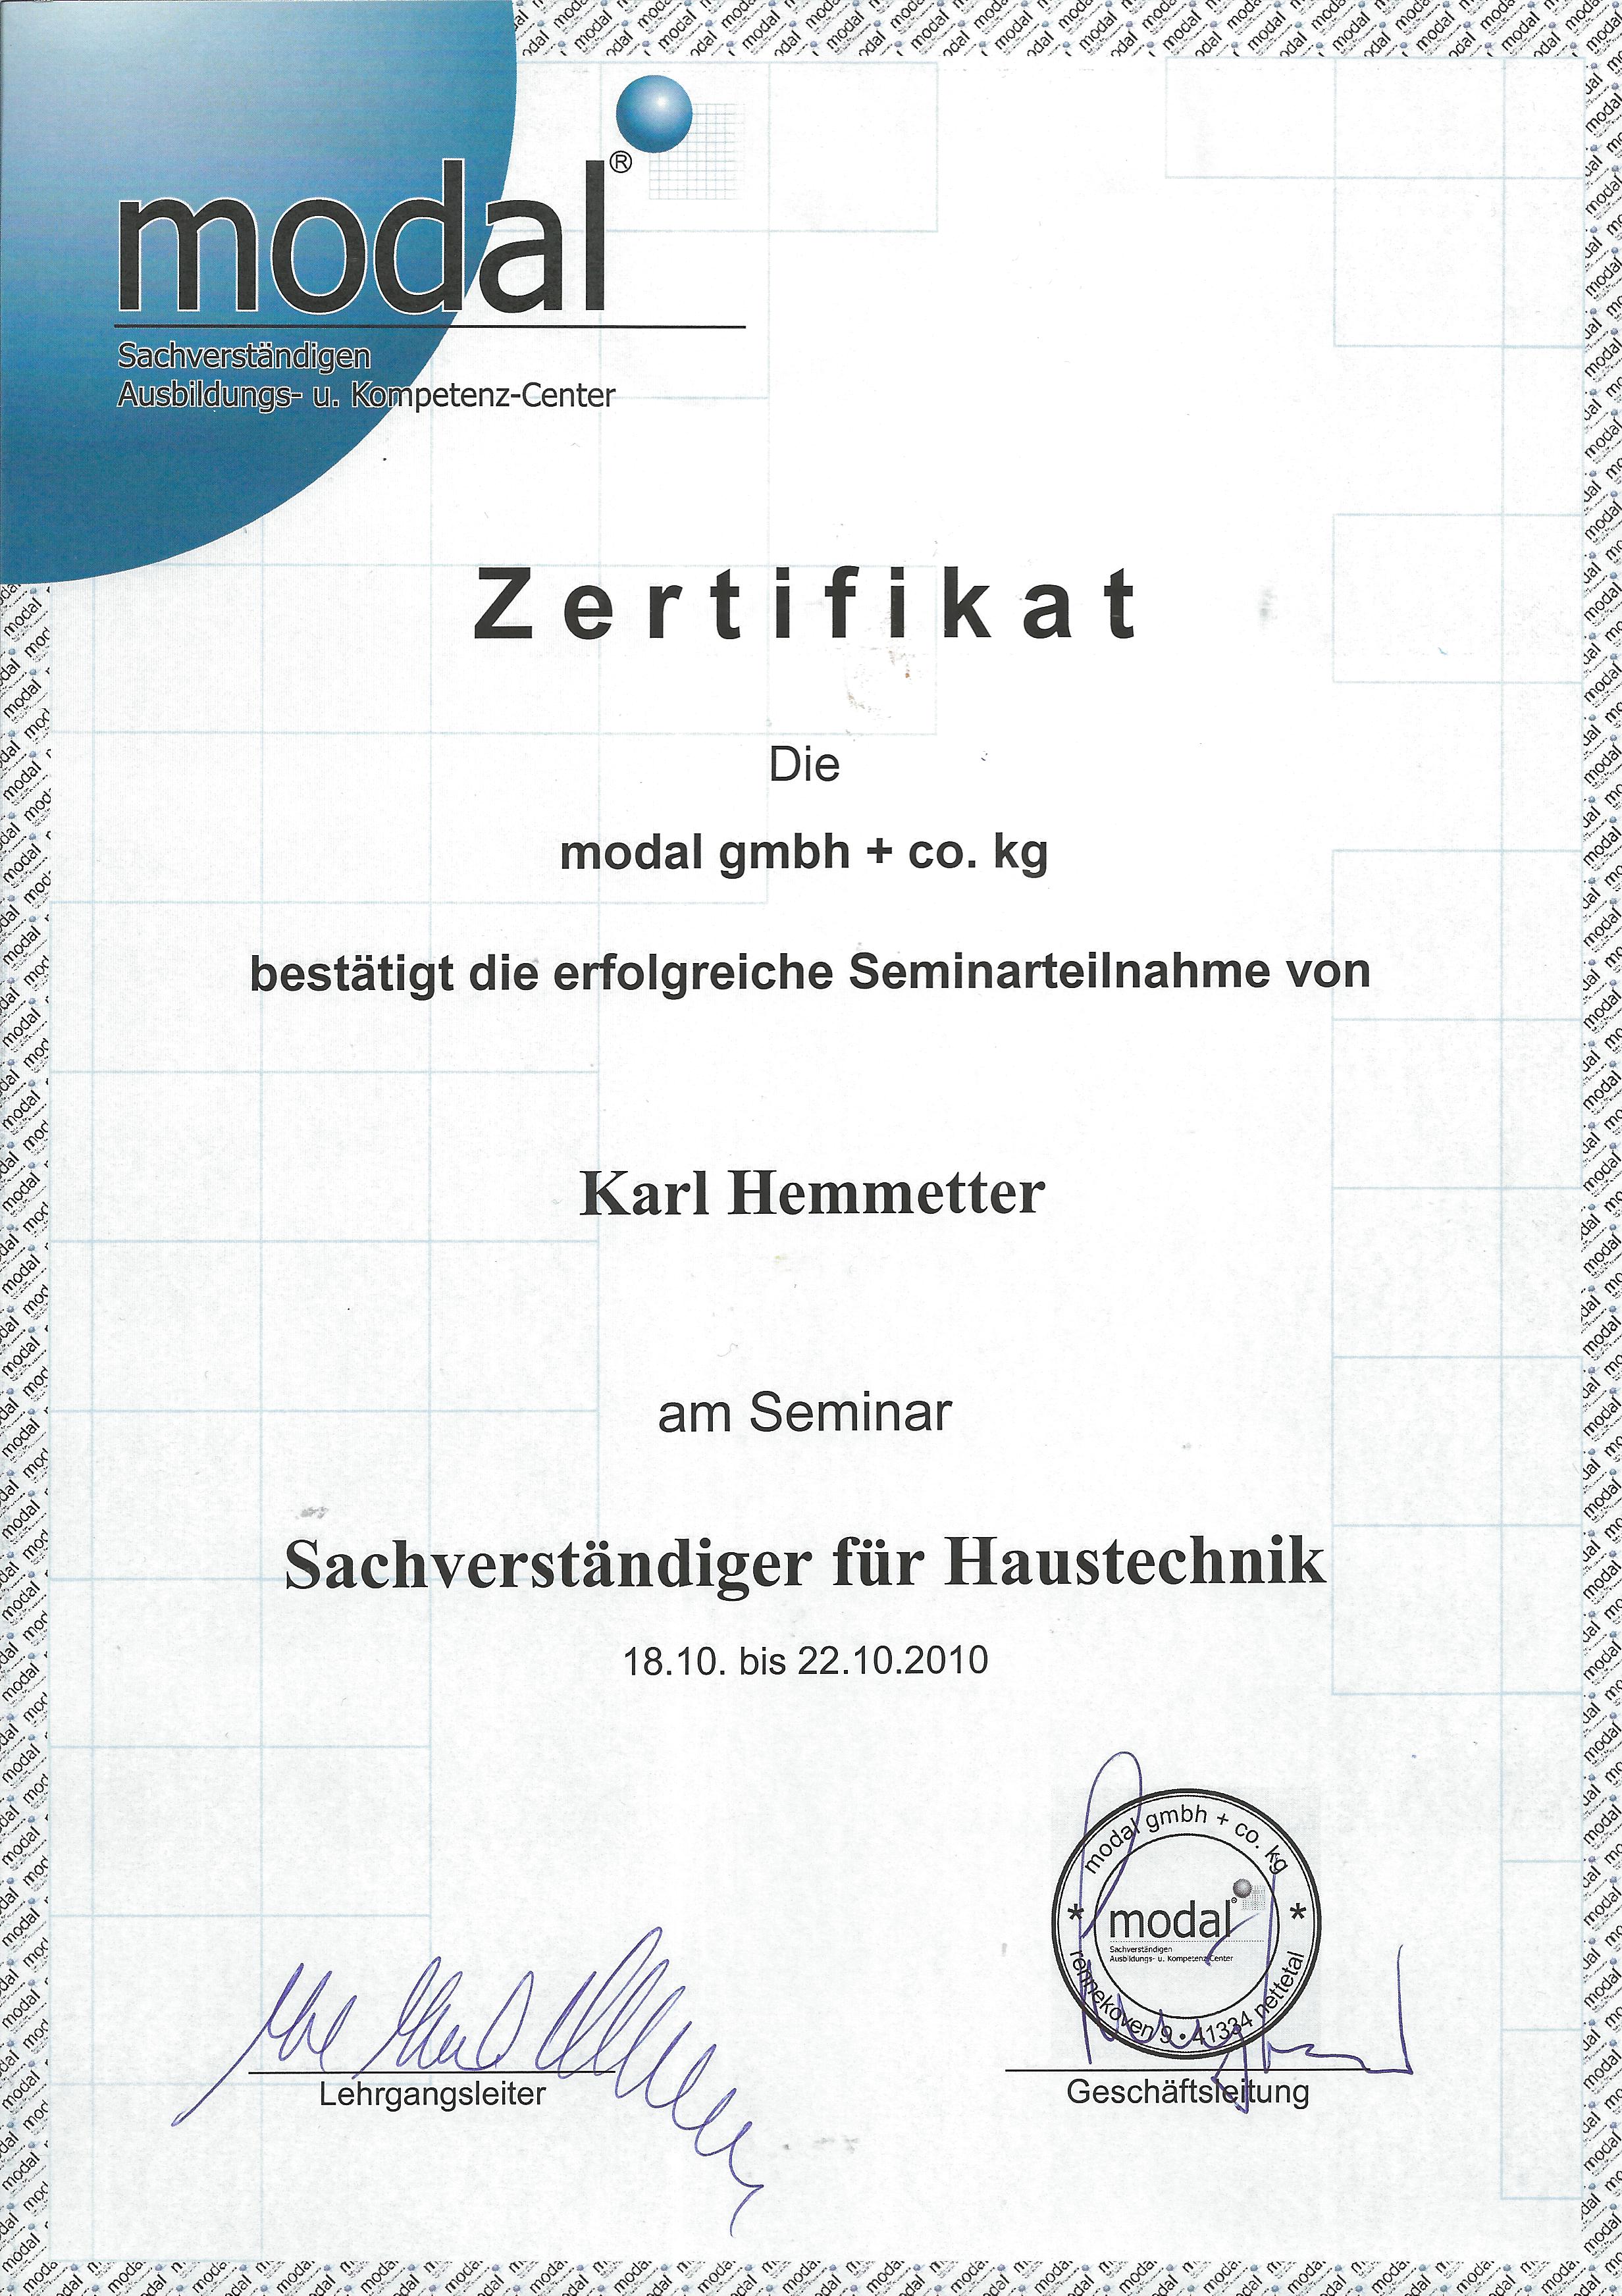 modal®
Sachverständigen
Ausbildungs- u. Kompetenz-Center
Zertifikat
Die
modal gmbh + co. kg
bestätigt die erfolgreiche Seminarteilnahme von
Karl Hemmetter
am Seminar
Sachverständiger für Haustechnik
18.10. bis 22.10.2010
modal gmbh + co. kg
modal®
Sachverständigen
Ausbildungs- u. Kompetenz-Center
* rennekoven 9 • 41334 nettetal *
Lehrgangsleiter
Geschäftsleitung